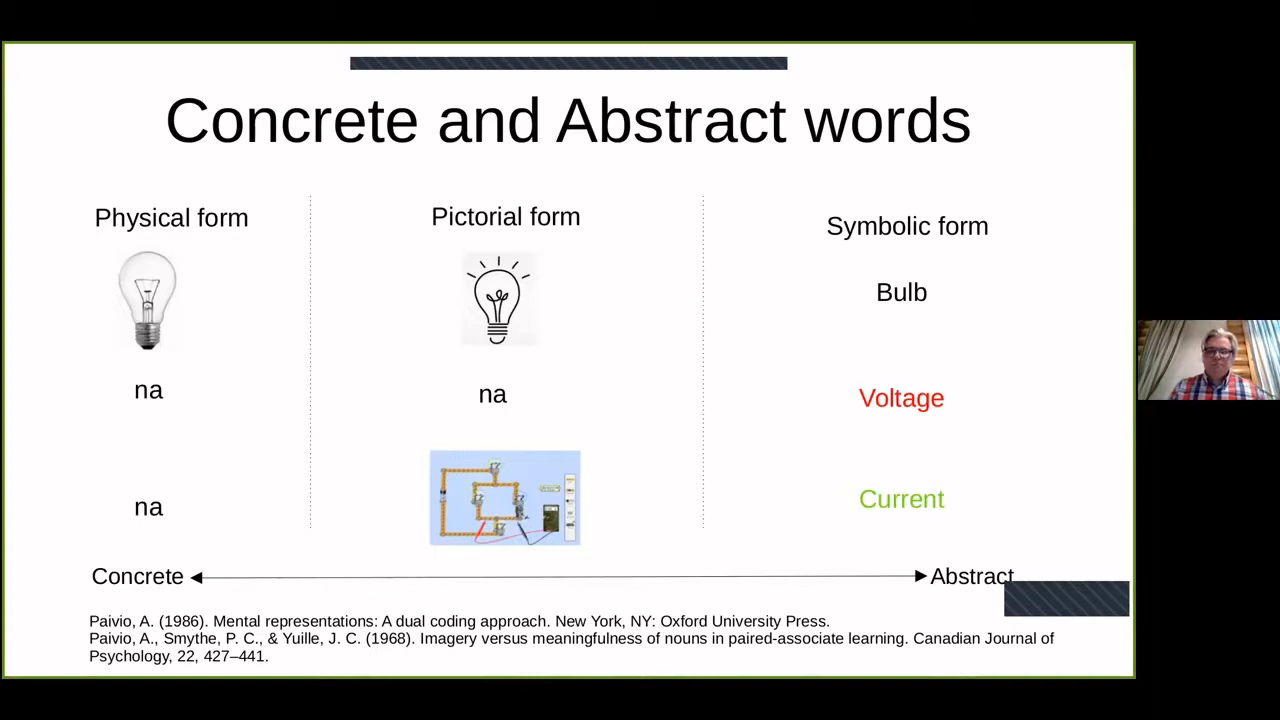 Concrete and Abstract words
Physical form
Pictorial form
Symbolic form
Bulb
na
na
Voltage
na
Current
Concrete
Abstract
Paivio, A. (1986). Mental representations: A dual coding approach. New York, NY: Oxford University Press.
Paivio, A., Smythe, P. C., & Yuille, J. C. (1968). Imagery versus meaningfulness of nouns in paired-associate learning. Canadian Journal of
Psychology, 22, 427–441.